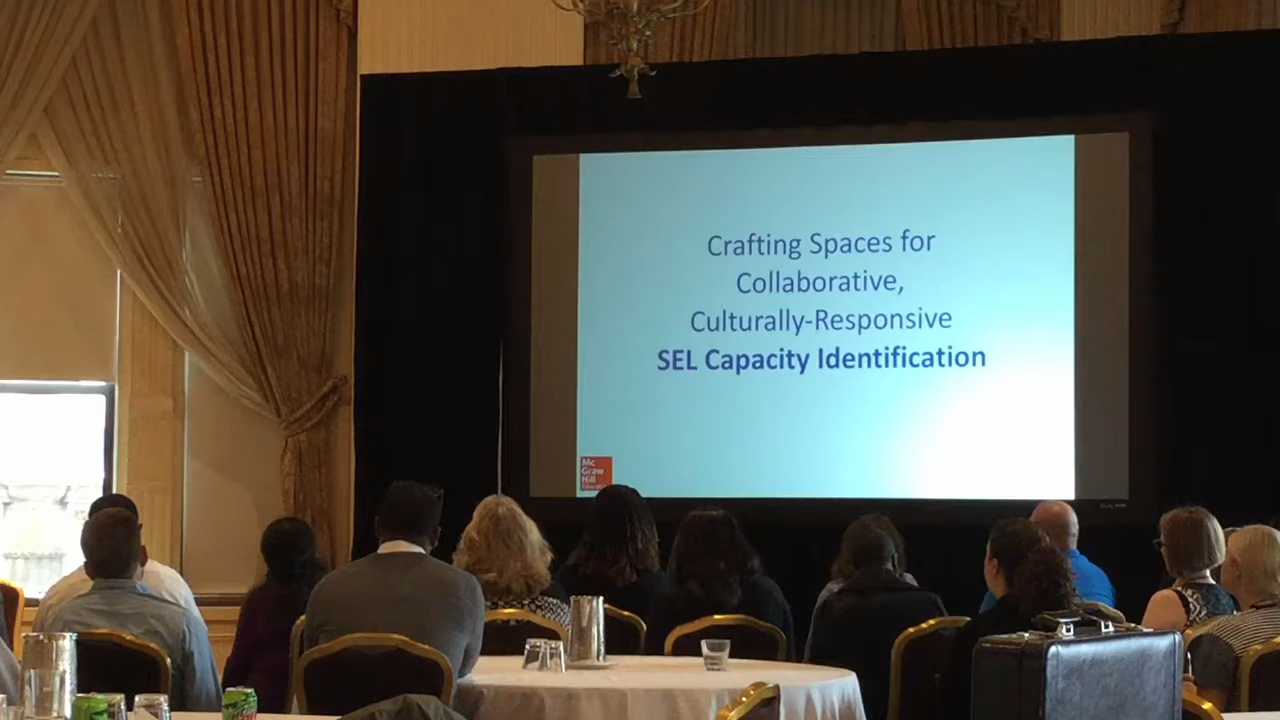 Crafting Spaces for
Collaborative,
Culturally-Responsive
SEL Capacity Identification
Mc
Graw
Hill